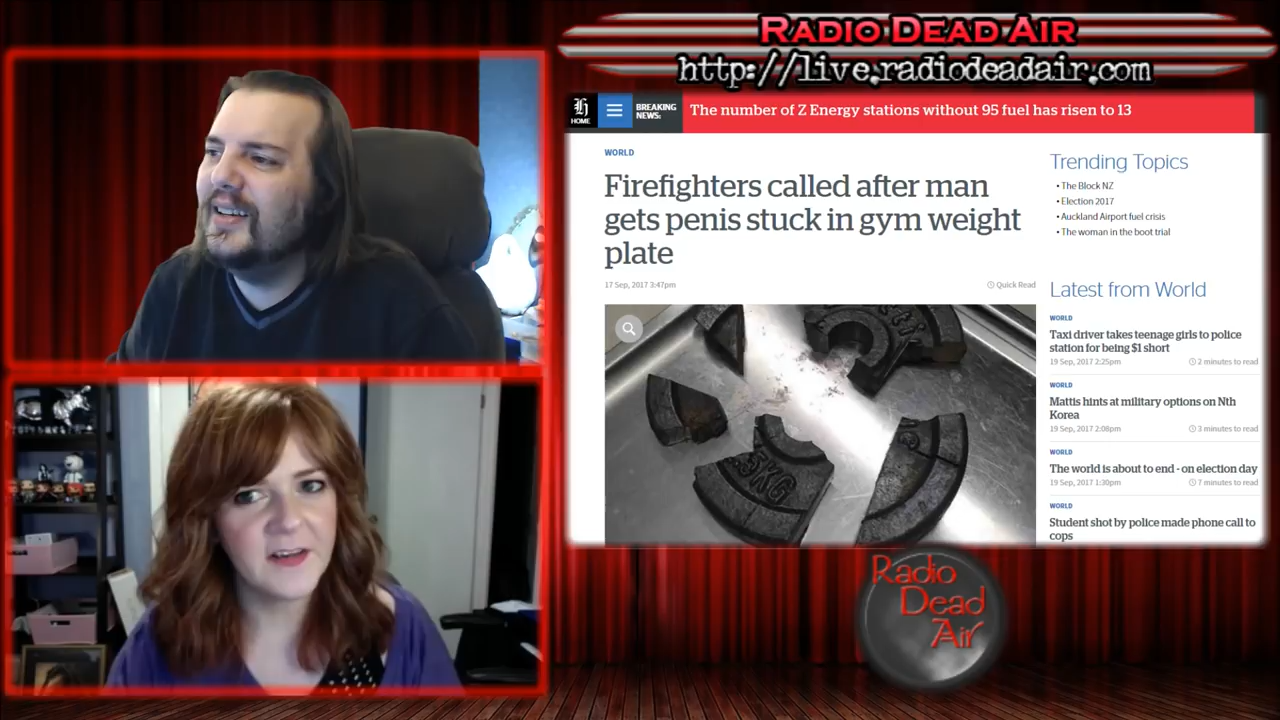 RADIO DEAD AIR
http://live.radiodeadair.com
HOME
BREAKING
NEWS:
The number of Z Energy stations without 95 fuel has risen to 13
WORLD
Firefighters called after man
gets penis stuck in gym weight
plate
17 Sep, 2017 3:47pm
Quick Read
Trending Topics
• The Block NZ
• Election 2017
• Auckland Airport fuel crisis
• The woman in the boot trial
Latest from World
WORLD
Taxi driver takes teenage girls to police
station for being $1 short
19 Sep, 2017 2:25pm
2 minutes to read
WORLD
Mattis hints at military options on Nth
Korea
19 Sep, 2017 2:08pm
3 minutes to read
WORLD
The world is about to end - on election day
19 Sep, 2017 1:30pm
7 minutes to read
WORLD
Student shot by police made phone call to
cops
5KG
Radio
Dead
Air